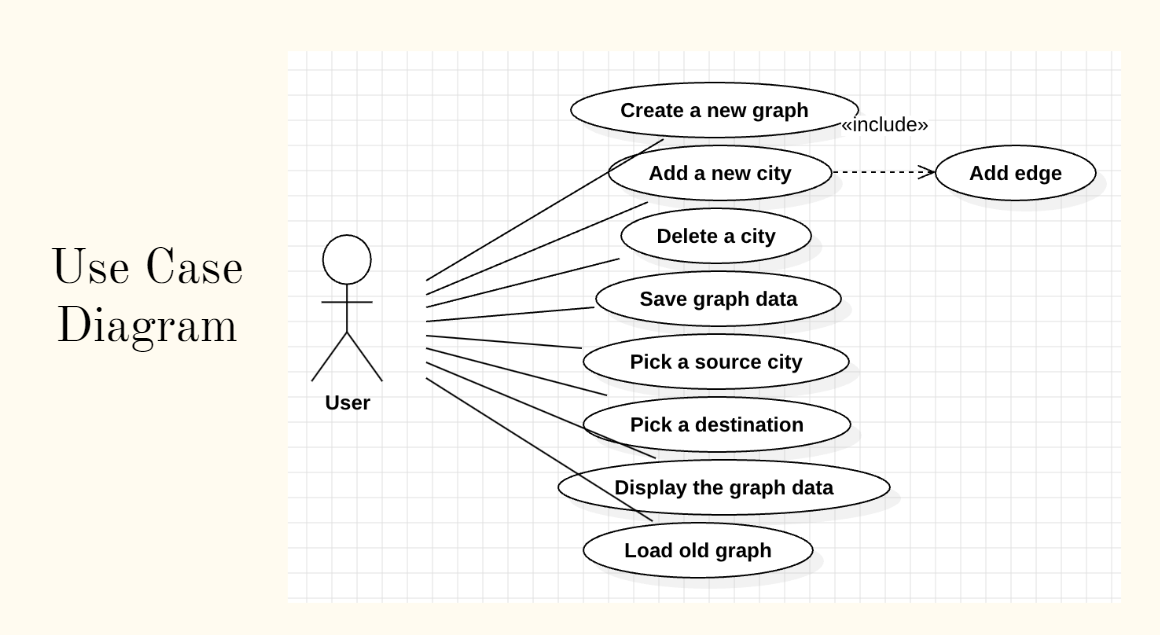 Use Case
Diagram
Create a new graph
«include»
Add a new city
Add edge
Delete a city
Save graph data
Pick a source city
Pick a destination
Display the graph data
Load old graph
User